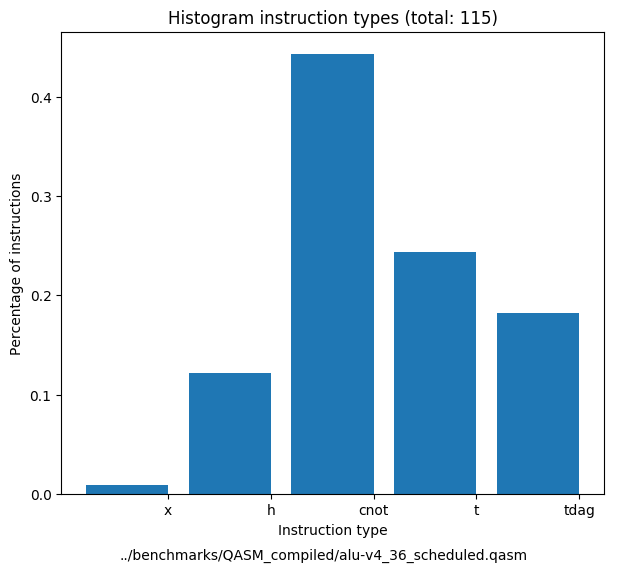 Histogram instruction types (total: 115)
Percentage of instructions
0.4
0.3
0.2
0.1
0.0
x h cnot t tdag
Instruction type
../benchmarks/QASM_compiled/alu-v4_36_scheduled.qasm